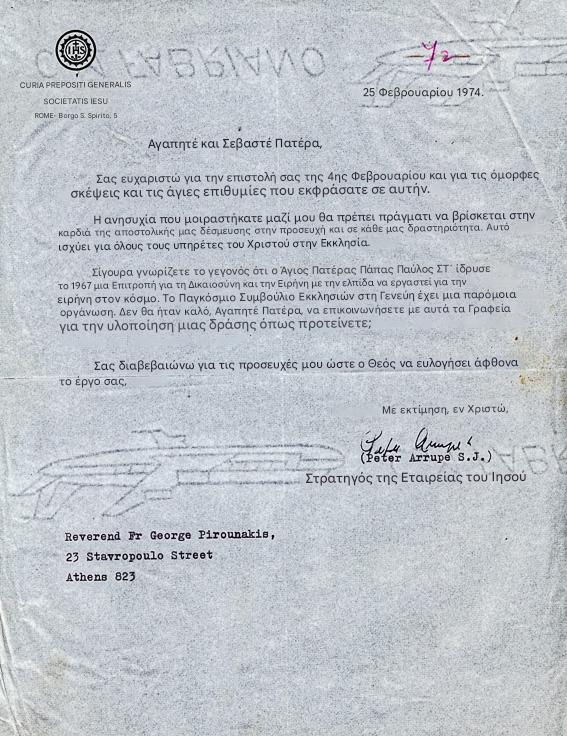 C.M. FABRIANO
7/2
IHS
CURIA PREPOSITI GENERALIS
SOCIETATIS IESU
ROME- Borgo S. Spirito, 5
25 Φεβρουαρίου 1974.
Αγαπητέ και Σεβαστέ Πατέρα,
Σας ευχαριστώ για την επιστολή σας της 4ης Φεβρουαρίου και για τις όμορφες
σκέψεις και τις άγιες επιθυμίες που εκφράσατε σε αυτήν.
Η ανησυχία που μοιραστήκατε μαζί μου θα πρέπει πράγματι να βρίσκεται στην
καρδιά της αποστολικής μας δέσμευσης στην προσευχή και σε κάθε μας δραστηριότητα. Αυτό
ισχύει για όλους τους υπηρέτες του Χριστού στην Εκκλησία.
Σίγουρα γνωρίζετε το γεγονός ότι ο Άγιος Πατέρας Πάπας Παύλος ΣΤ΄ ίδρυσε
το 1967 μια Επιτροπή για τη Δικαιοσύνη και την Ειρήνη με την ελπίδα να εργαστεί για την
ειρήνη στον κόσμο. Το Παγκόσμιο Συμβούλιο Εκκλησιών στη Γενεύη έχει μια παρόμοια
οργάνωση. Δεν θα ήταν καλό, Αγαπητέ Πατέρα, να επικοινωνήσετε με αυτά τα Γραφεία
για την υλοποίηση μιας δράσης όπως προτείνετε;
Σας διαβεβαιώνω για τις προσευχές μου ώστε ο Θεός να ευλογήσει άφθονα
το έργο σας,
Με εκτίμηση, εν Χριστώ,
Peter Arrupe
(Peter Arrupe S.J.)
Στρατηγός της Εταιρείας του Ιησού
Reverend Fr George Pirounakis,
23 Stavropoulo Street
Athens 823